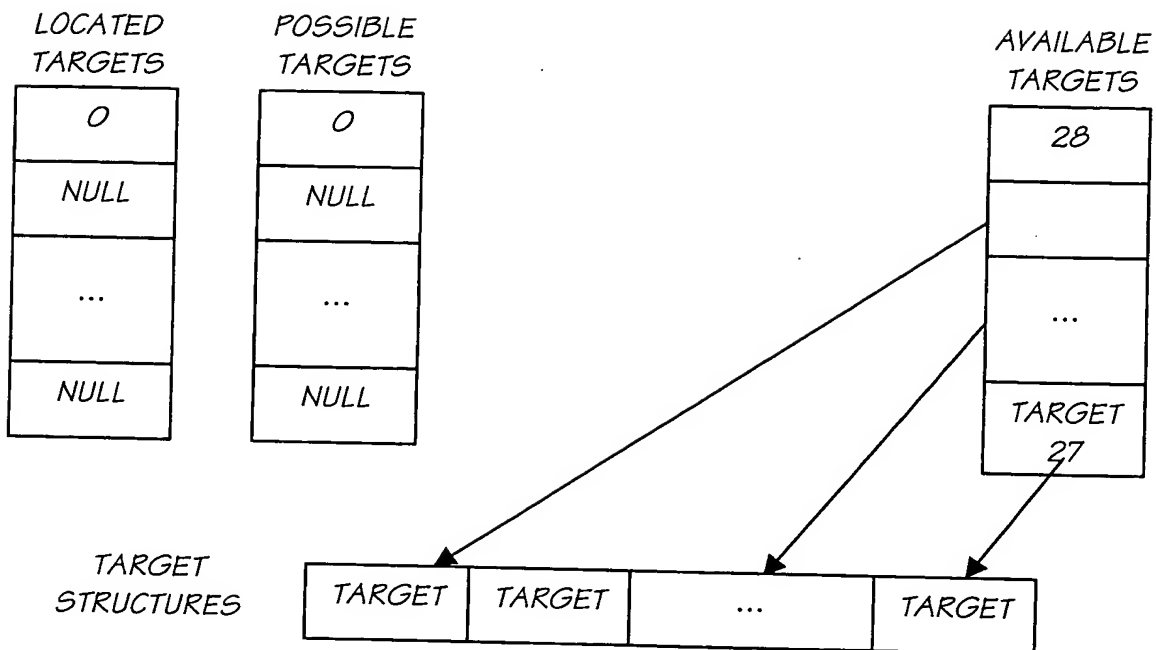 LOCATED
TARGETS
0
NULL
...
NULL
POSSIBLE
TARGETS
0
NULL
...
NULL
AVAILABLE
TARGETS
28
...
TARGET
27
TARGET
STRUCTURES
TARGET
TARGET
...
TARGET